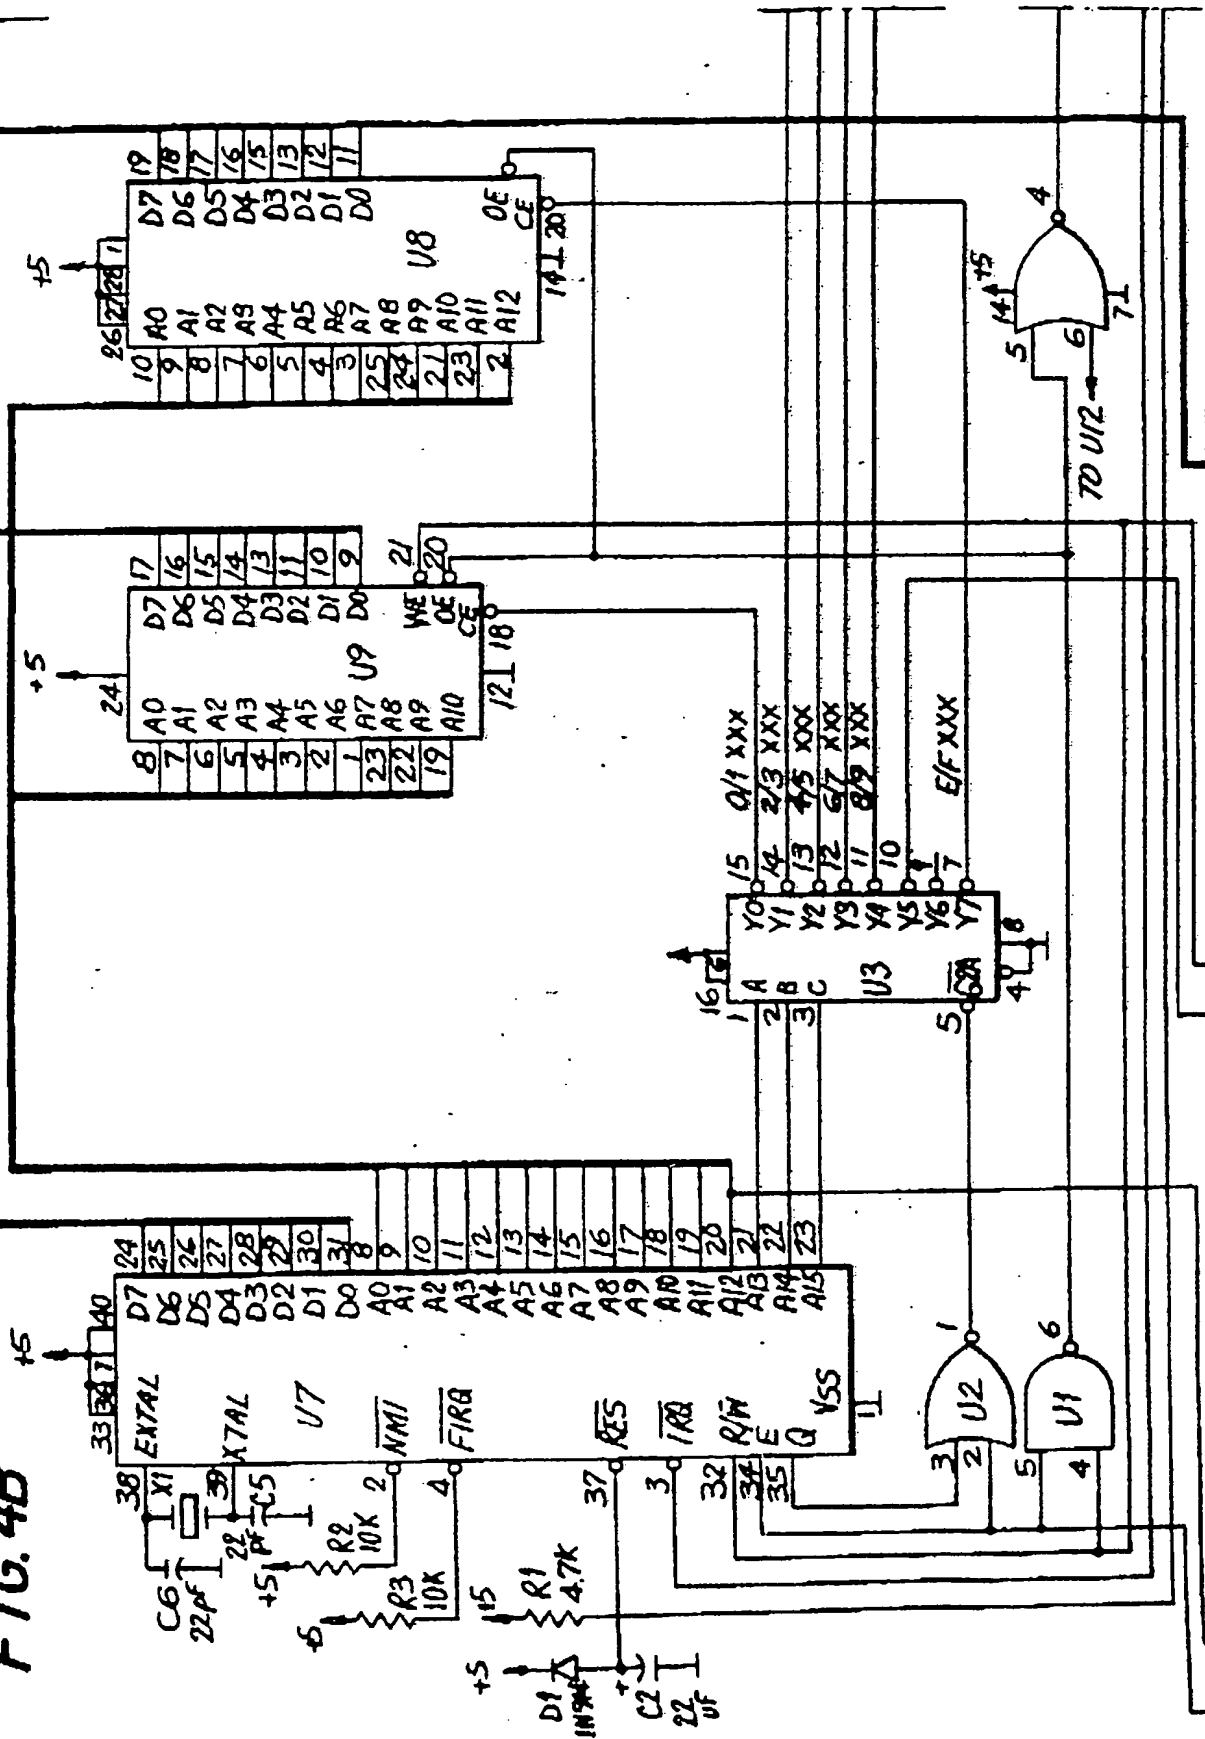 FIG. 4B
+5
33 36 7 40
EXTAL
XTAL
U7
NMI
FIRQ
RES
IRQ
R/W
E
Q
VSS
1
38
39
2
4
37
3
32
34
35
D7 24
D6 25
D5 26
D4 27
D3 28
D2 29
D1 30
D0 31
A0 8
A1 9
A2 10
A3 11
A4 12
A5 13
A6 14
A7 15
A8 16
A9 17
A10 18
A11 19
A12 20
A13 21
A14 22
A15 23
X1
C6
22pF
C5
22
pF
+5
R2
10K
+5
R3
10K
+5
R1
4.7K
+5
D1
+
C2
22
UF
3
2
U2
1
5
4
U1
6
16 6
1 A
2 B
3 C
U3
5 G2A
4
8
Y0 15 0/1 XXX
Y1 14 2/3 XXX
Y2 13 4/5 XXX
Y3 12 6/7 XXX
Y4 11 8/9 XXX
Y5 10
Y6
Y7 7 E/F XXX
+5
24
8 A0
7 A1
6 A2
5 A3
4 A4
3 A5
2 A6
1 A7
23 A8
22 A9
19 A10
U9
D7 17
D6 16
D5 15
D4 14
D3 13
D2 11
D1 10
D0 9
WE 21
OE 20
CE 18
12
+5
26 27 28 1
10 A0
9 A1
8 A2
7 A3
6 A4
5 A5
4 A6
3 A7
25 A8
24 A9
21 A10
23 A11
2 A12
U8
D7 19
D6 18
D5 17
D4 16
D3 15
D2 13
D1 12
D0 11
OE
CE 20
14
+5
14
5
6
7
4
TO U12